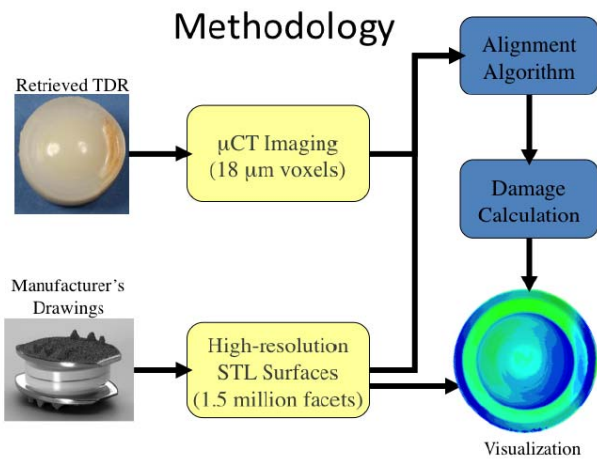 Methodology
Retrieved TDR
μCT Imaging
(18 μm voxels)
Alignment
Algorithm
Damage
Calculation
Manufacturer's
Drawings
High-resolution
STL Surfaces
(1.5 million facets)
Visualization